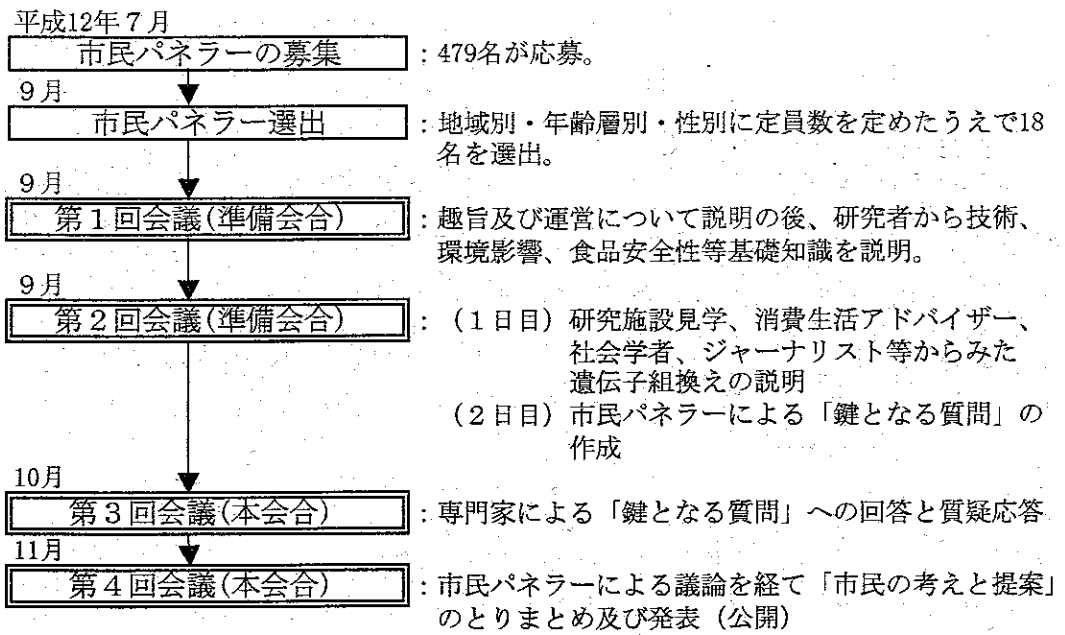 平成12年7月
市民パネラーの募集
：479名が応募。
9月
市民パネラー選出
：地域別・年齢層別・性別に定員数を定めたうえで18
名を選出。
9月
第1回会議(準備会合)
：趣旨及び運営について説明の後、研究者から技術、
環境影響、食品安全性等基礎知識を説明。
9月
第2回会議(準備会合)
：（1日目）研究施設見学、消費生活アドバイザー、
社会学者、ジャーナリスト等からみた
遺伝子組換えの説明
（2日目）市民パネラーによる「鍵となる質問」の
作成
10月
第3回会議(本会合)
：専門家による「鍵となる質問」への回答と質疑応答
11月
第4回会議(本会合)
：市民パネラーによる議論を経て「市民の考えと提案」
のとりまとめ及び発表（公開）